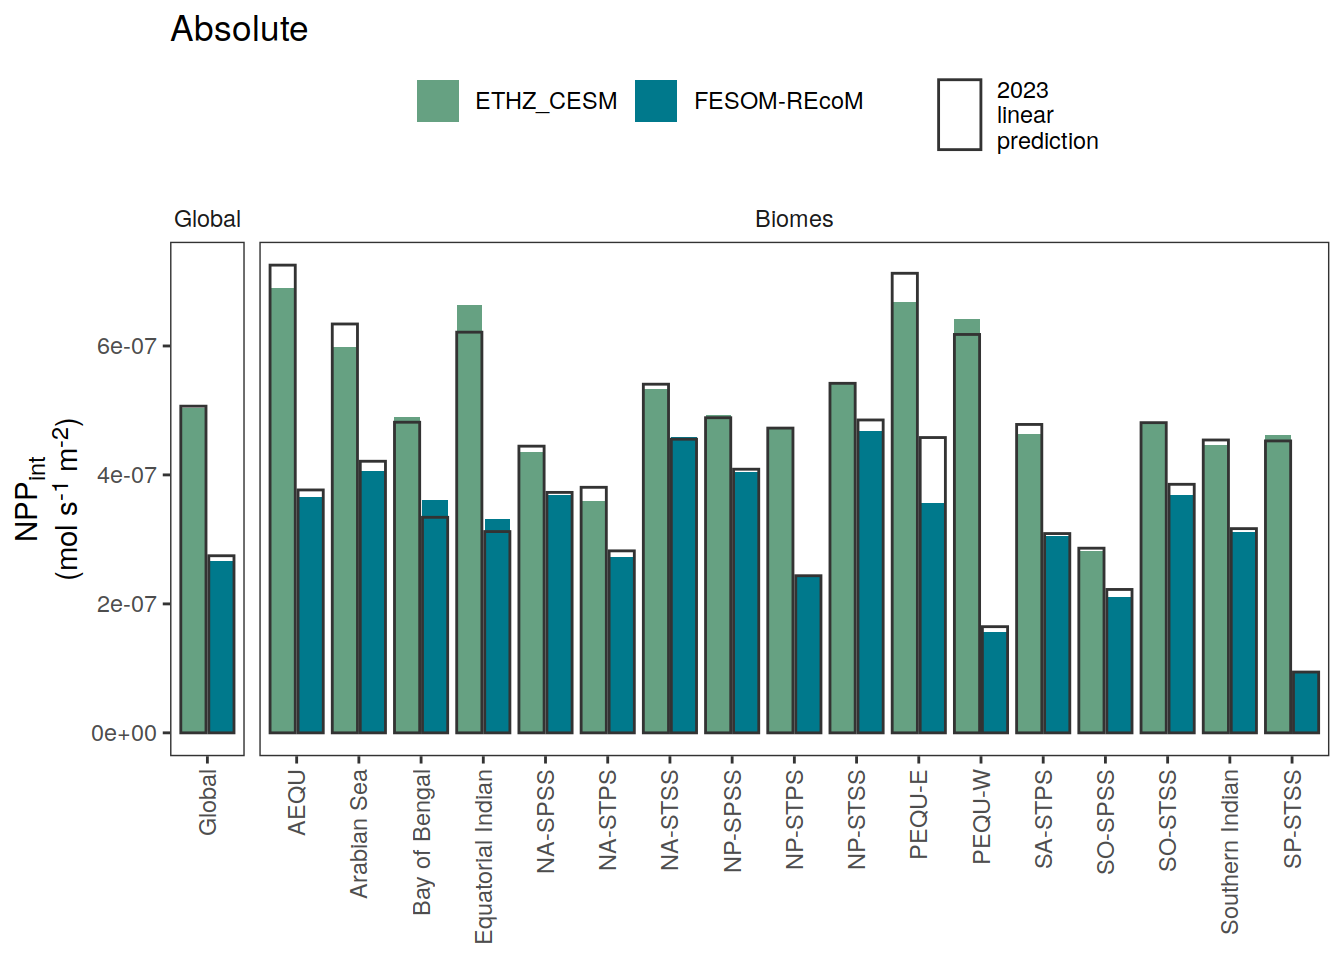 Absolute
ETHZ_CESM
FESOM-REcoM
2023
linear
prediction
Global
Biomes
NPPint
(mol s-1 m-2)
6e-07
4e-07
2e-07
0e+00
Global
AEQU
Arabian Sea
Bay of Bengal
Equatorial Indian
NA-SPSS
NA-STPS
NA-STSS
NP-SPSS
NP-STPS
NP-STSS
PEQU-E
PEQU-W
SA-STPS
SO-SPSS
SO-STSS
Southern Indian
SP-STSS